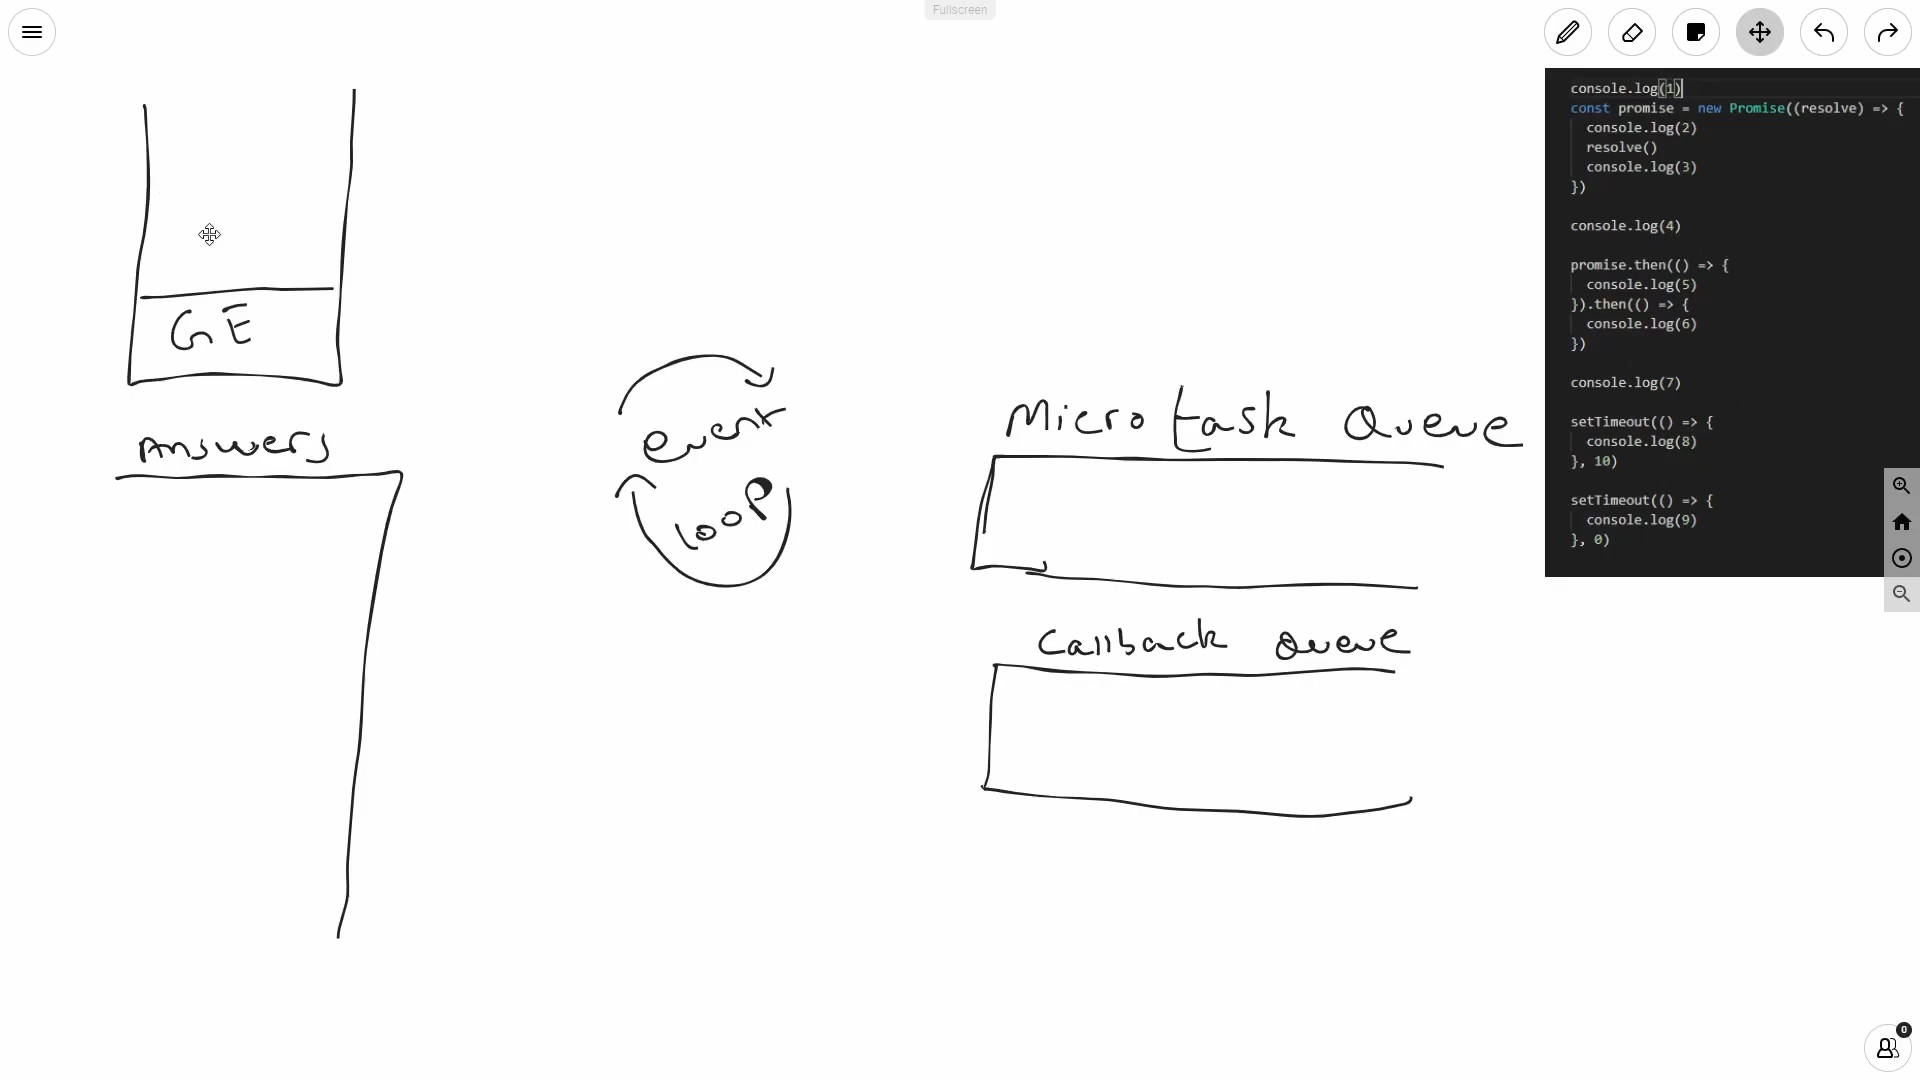 Fullscreen
GE
Answers
event
loop
Micro task Queue
Callback Queue
console.log(1)
const promise = new Promise((resolve) => {
console.log(2)
resolve()
console.log(3)
})
console.log(4)
promise.then(() => {
console.log(5)
}).then(() => {
console.log(6)
})
console.log(7)
setTimeout(() => {
console.log(8)
}, 10)
setTimeout(() => {
console.log(9)
}, 0)
0